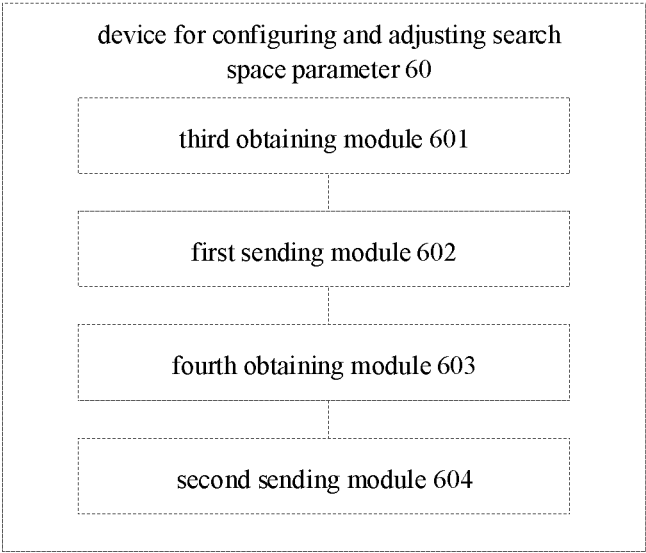 device for configuring and adjusting search
space parameter 60
third obtaining module 601
first sending module 602
fourth obtaining module 603
second sending module 604